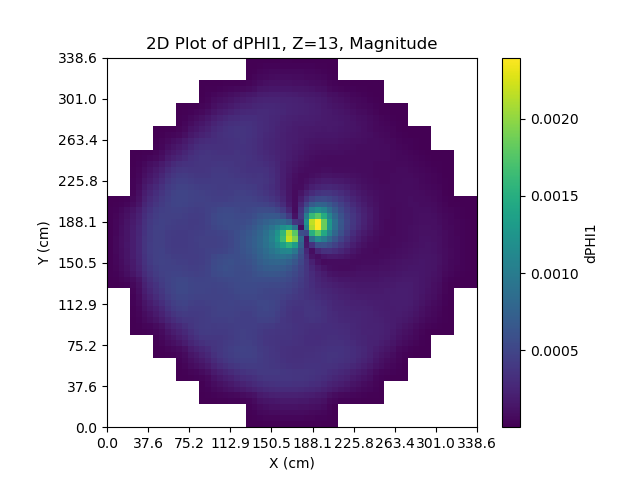 2D Plot of dPHI1, Z=13, Magnitude
338.6
301.0
263.4
225.8
188.1
150.5
112.9
75.2
37.6
0.0
Y (cm)
0.0 37.6 75.2 112.9 150.5 188.1 225.8 263.4 301.0 338.6
X (cm)
0.0020
0.0015
0.0010
0.0005
dPHI1